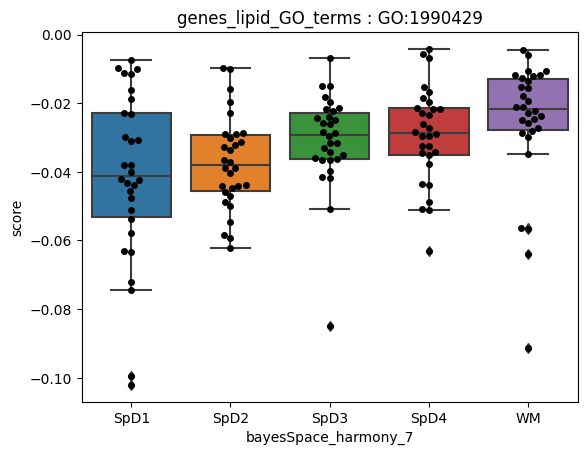 genes_lipid_GO_terms : GO:1990429
0.00
−0.02
−0.04
−0.06
−0.08
−0.10
score
SpD1 SpD2 SpD3 SpD4 WM
bayesSpace_harmony_7